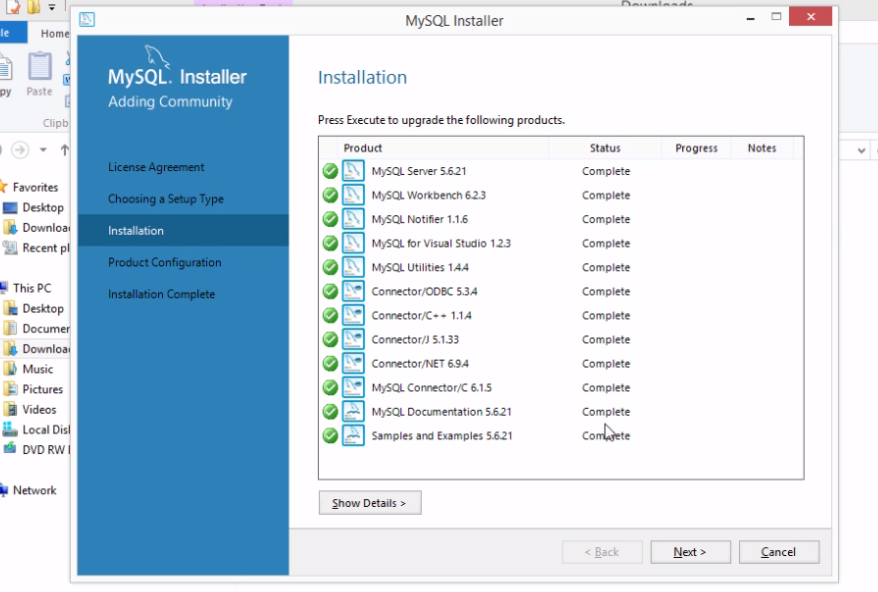 MySQL Installer
Home
Paste
MySQL. Installer
Adding Community
License Agreement
Choosing a Setup Type
Installation
Product Configuration
Installation Complete
Favorites
Desktop
This PC
Desktop
Music
Pictures
Videos
Network
Installation
Press Execute to upgrade the following products.
Product Status Progress Notes
MySQL Server 5.6.21 Complete
MySQL Workbench 6.2.3 Complete
MySQL Notifier 1.1.6 Complete
MySQL for Visual Studio 1.2.3 Complete
MySQL Utilities 1.4.4 Complete
Connector/ODBC 5.3.4 Complete
Connector/C++ 1.1.4 Complete
Connector/J 5.1.33 Complete
Connector/NET 6.9.4 Complete
MySQL Connector/C 6.1.5 Complete
MySQL Documentation 5.6.21 Complete
Samples and Examples 5.6.21 Complete
Show Details >
< Back Next > Cancel